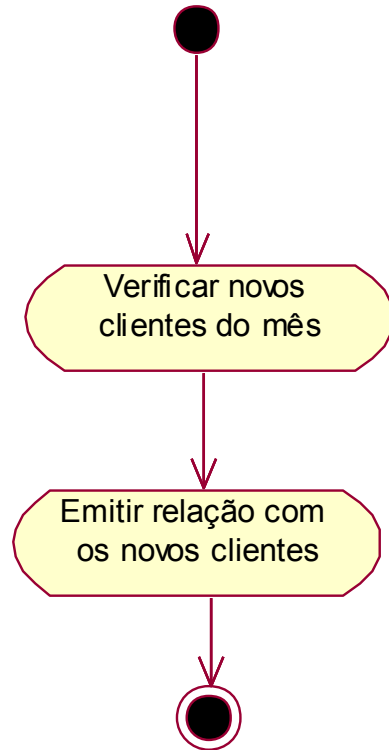 Verificar novos
clientes do mês
Emitir relação com
os novos clientes